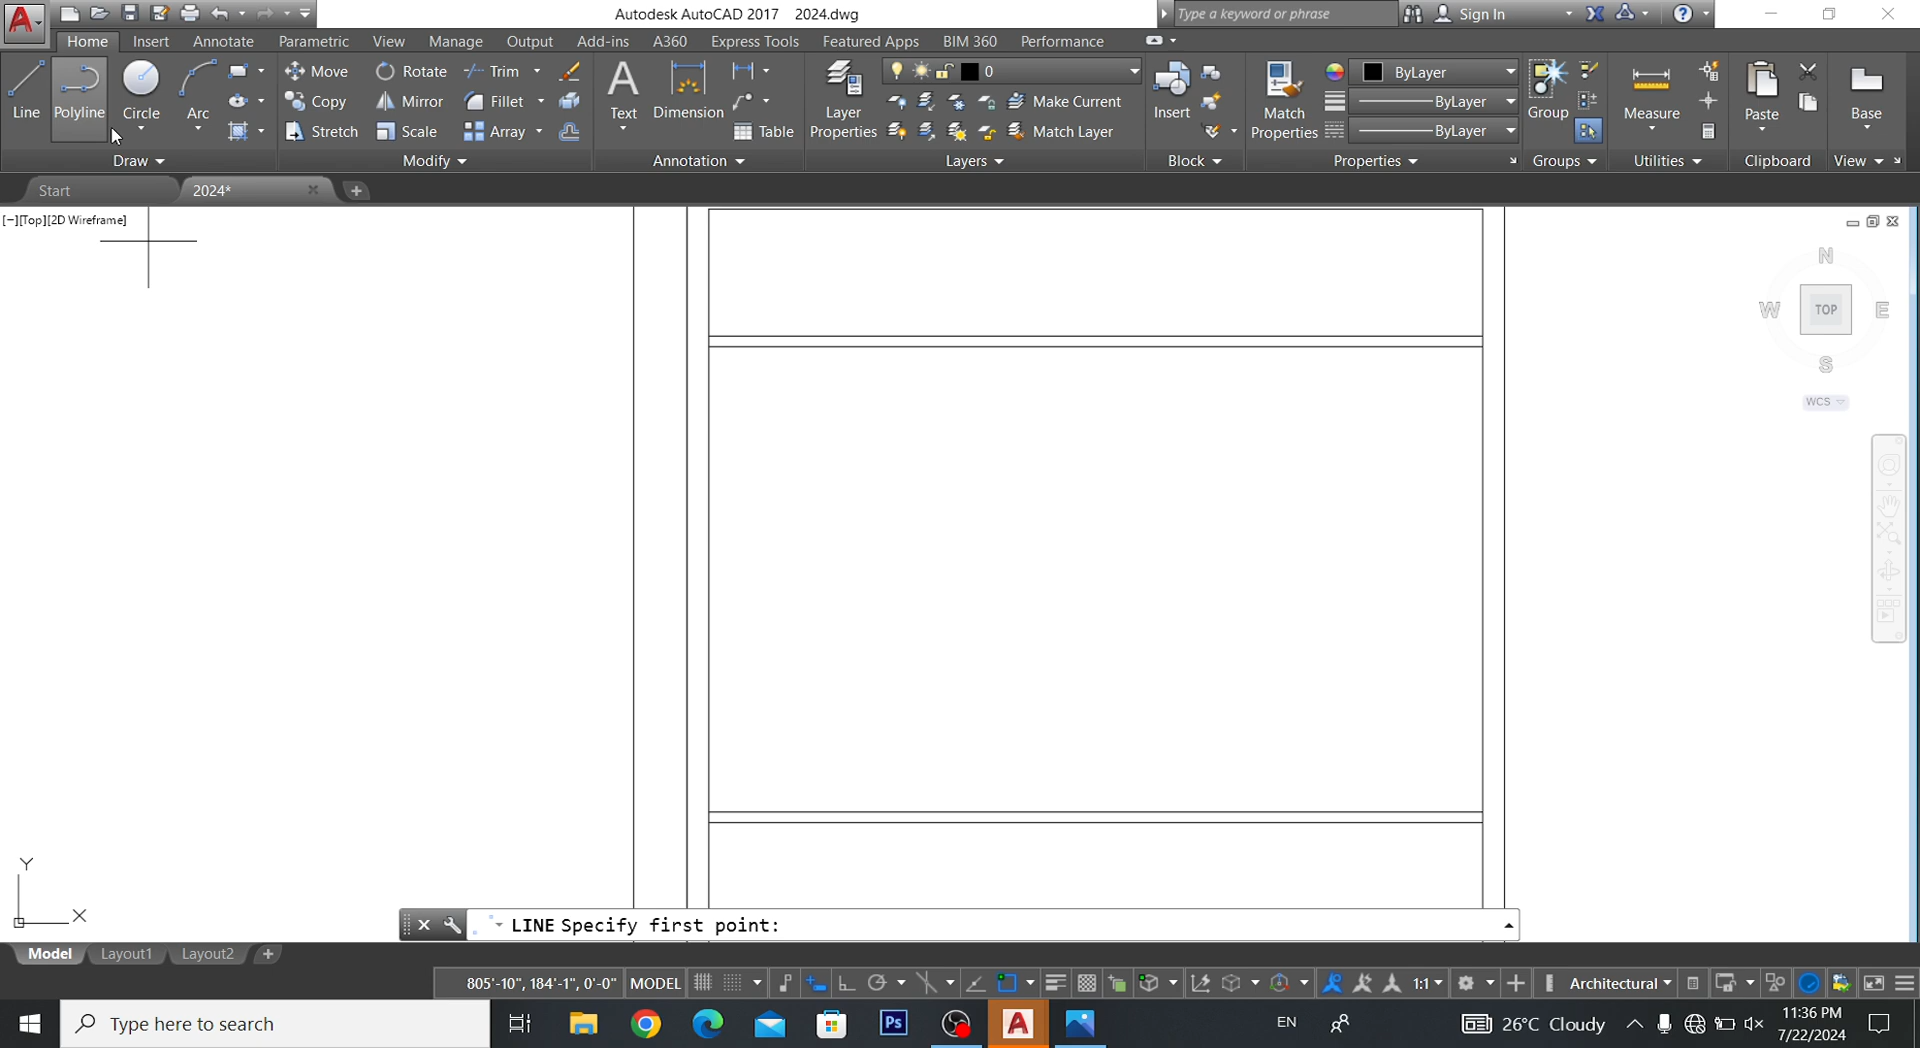 Autodesk AutoCAD 2017 2024.dwg
Type a keyword or phrase
Sign In
Home Insert Annotate Parametric View Manage Output Add-ins A360 Express Tools Featured Apps BIM 360 Performance
Line Polyline Circle Arc
Move Rotate Trim
Copy Mirror Fillet
Stretch Scale Array
Text Dimension Table
Layer Properties
0
Make Current
Match Layer
Insert
Match Properties
ByLayer
ByLayer
ByLayer
Group
Measure
Paste
Base
Draw Modify Annotation Layers Block Properties Groups Utilities Clipboard View
Start 2024*
[−][Top][2D Wireframe]
N
W TOP E
S
WCS
Y
X
LINE Specify first point:
Model Layout1 Layout2
805'-10", 184'-1", 0'-0" MODEL 1:1 Architectural
Type here to search
Ps
EN
26°C Cloudy
11:36 PM
7/22/2024